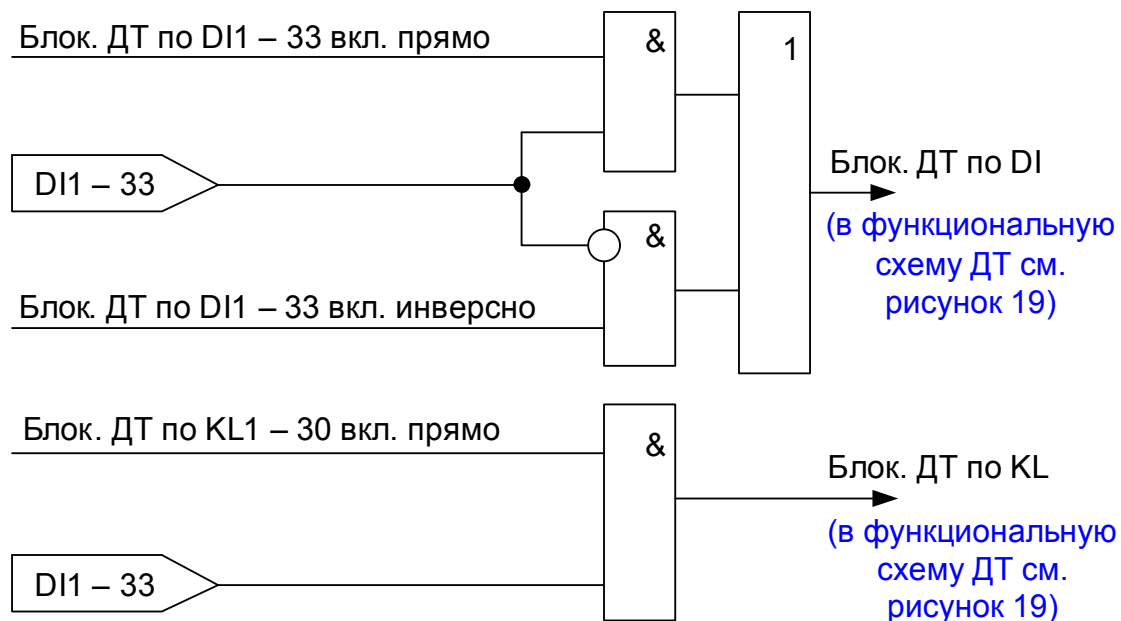 Блок. ДТ по DI1 – 33 вкл. прямо
&
1
DI1 – 33
Блок. ДТ по DI
(в функциональную
схему ДТ см.
рисунок 19)
&
Блок. ДТ по DI1 – 33 вкл. инверсно
Блок. ДТ по KL1 – 30 вкл. прямо
&
Блок. ДТ по KL
(в функциональную
схему ДТ см.
рисунок 19)
DI1 – 33